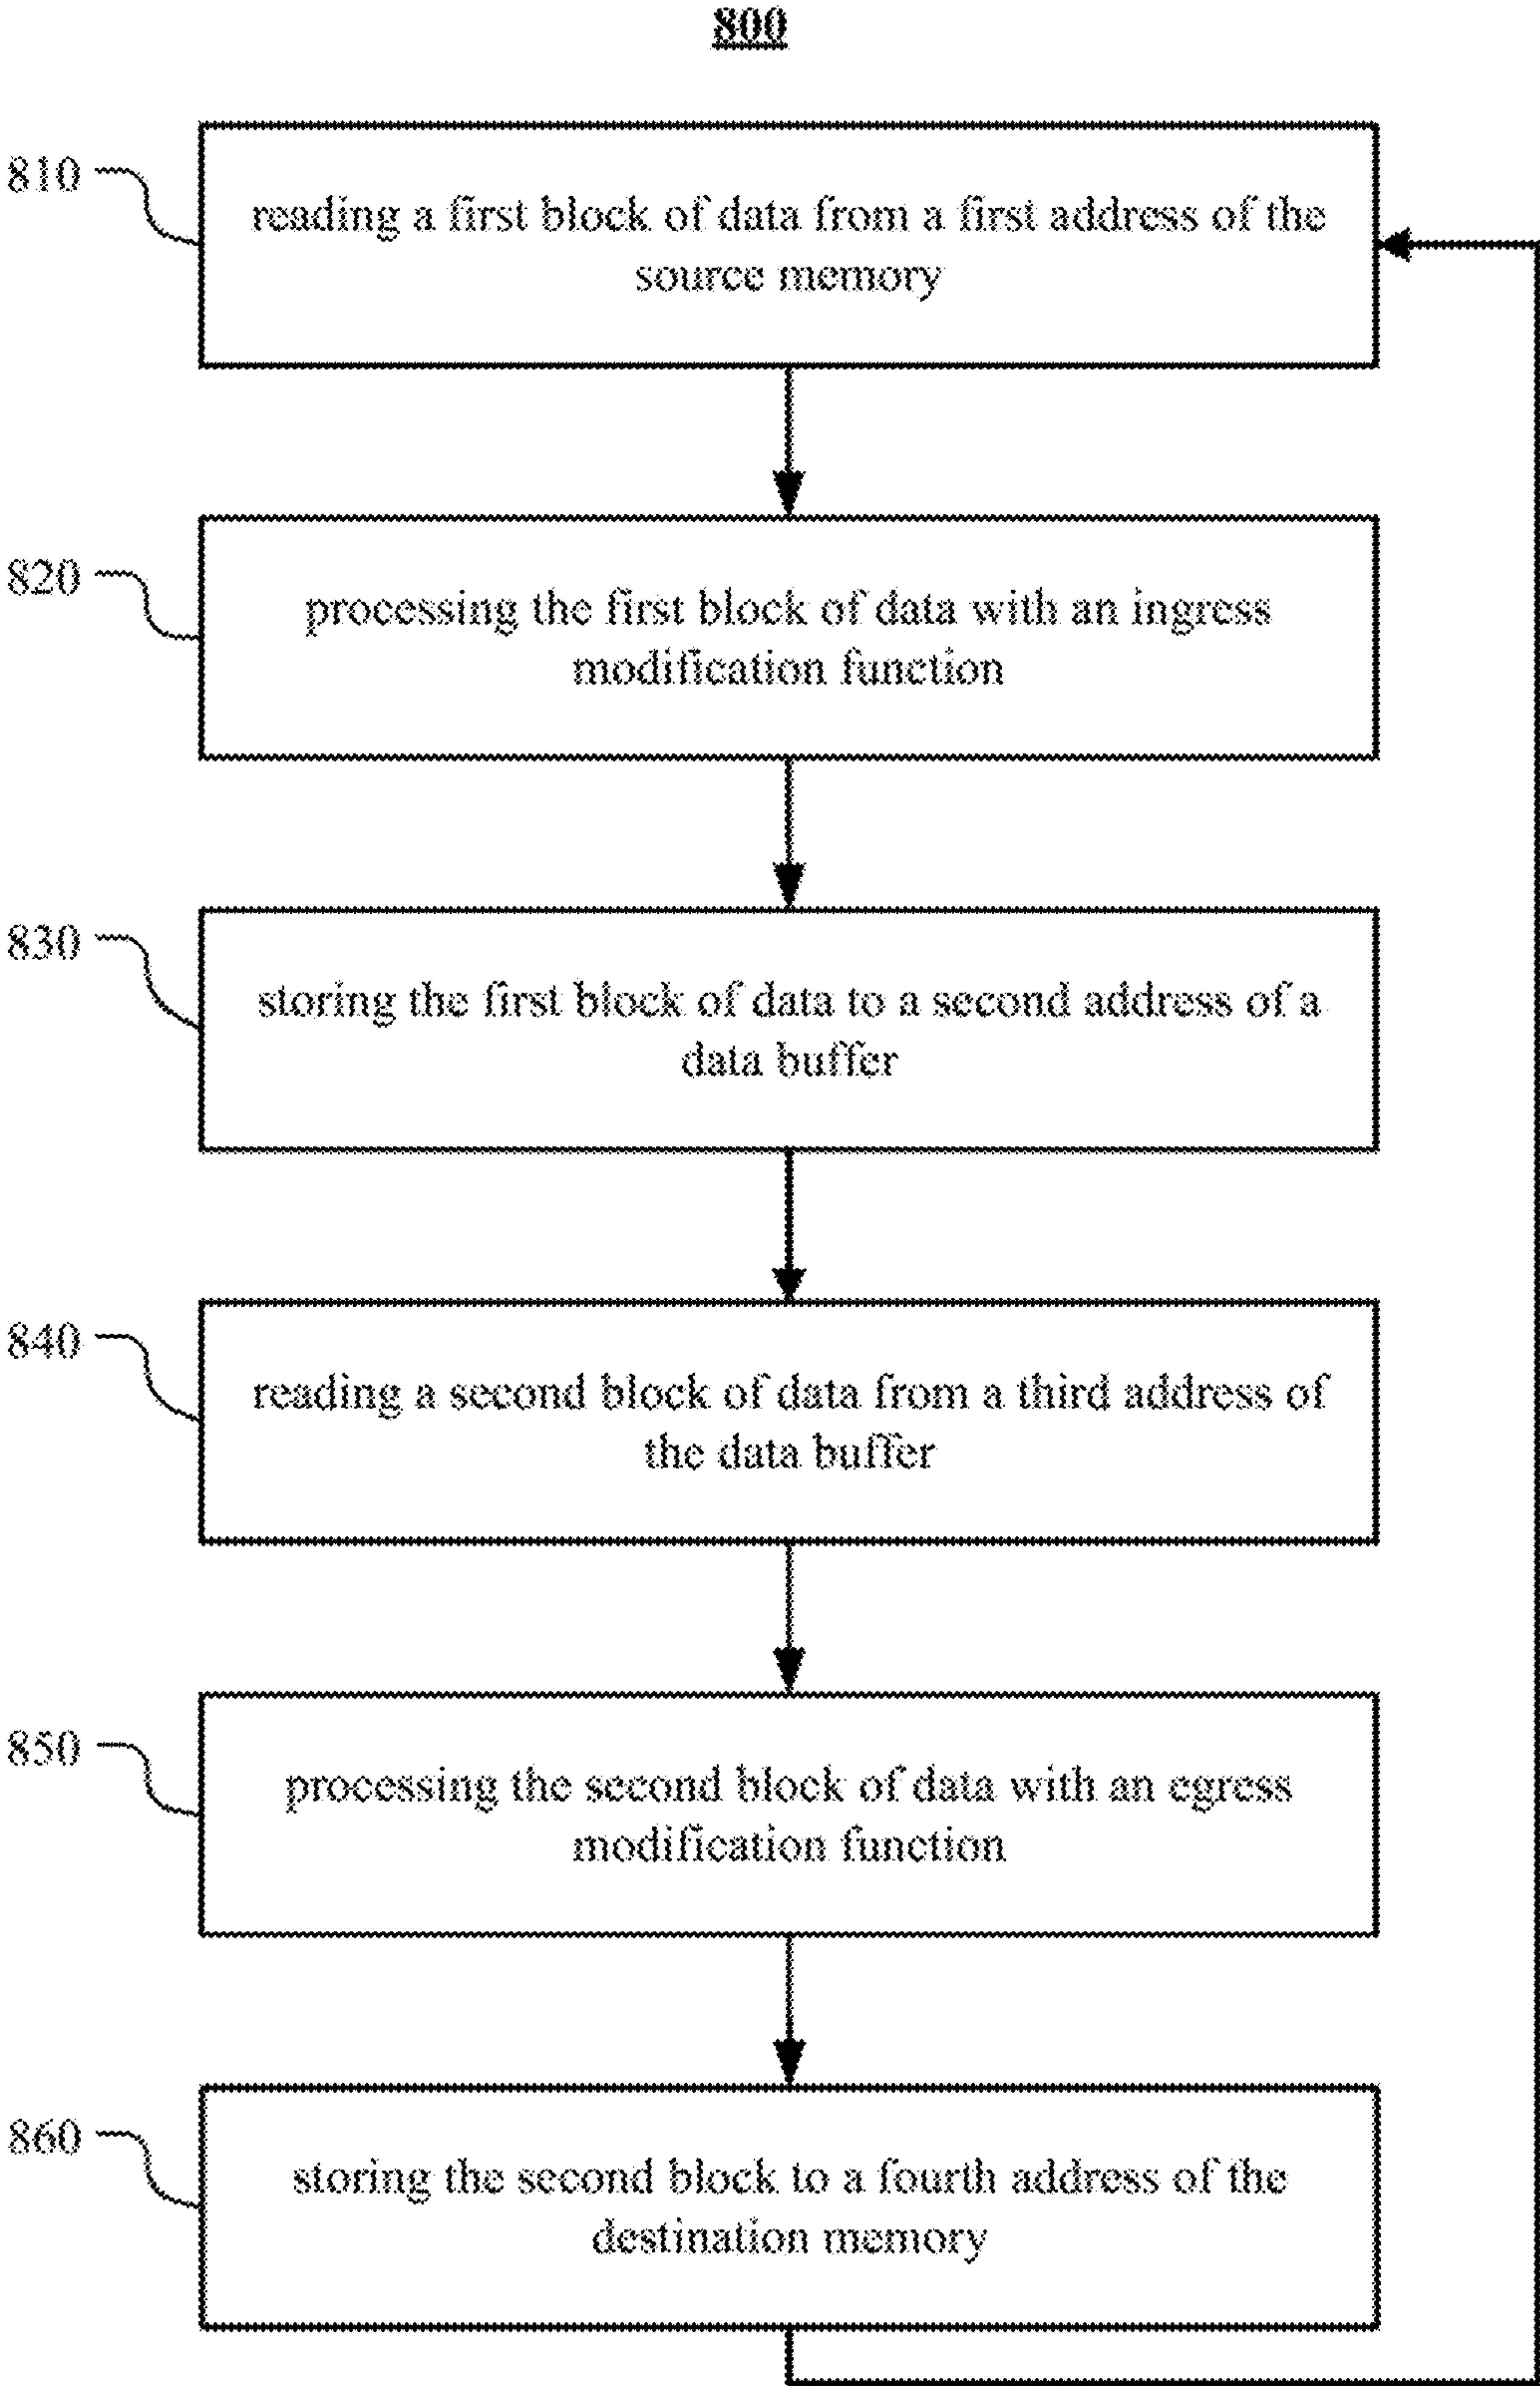 800
810
reading a first block of data from a first address of the
source memory
820
processing the first block of data with an ingress
modification function
830
storing the first block of data to a second address of a
data buffer
840
reading a second block of data from a third address of
the data buffer
850
processing the second block of data with an egress
modification function
860
storing the second block to a fourth address of the
destination memory